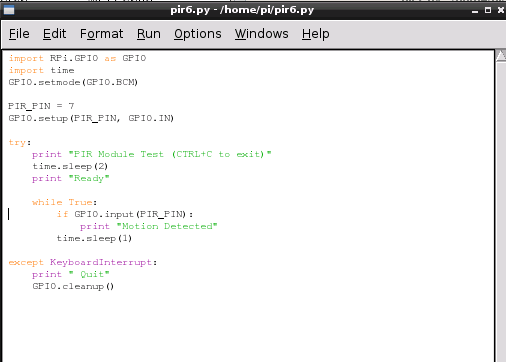 pir6.py - /home/pi/pir6.py
File Edit Format Run Options Windows Help
import RPi.GPIO as GPIO
import time
GPIO.setmode(GPIO.BCM)

PIR_PIN = 7
GPIO.setup(PIR_PIN, GPIO.IN)

try:
    print "PIR Module Test (CTRL+C to exit)"
    time.sleep(2)
    print "Ready"

    while True:
        if GPIO.input(PIR_PIN):
            print "Motion Detected"
        time.sleep(1)

except KeyboardInterrupt:
    print " Quit"
    GPIO.cleanup()